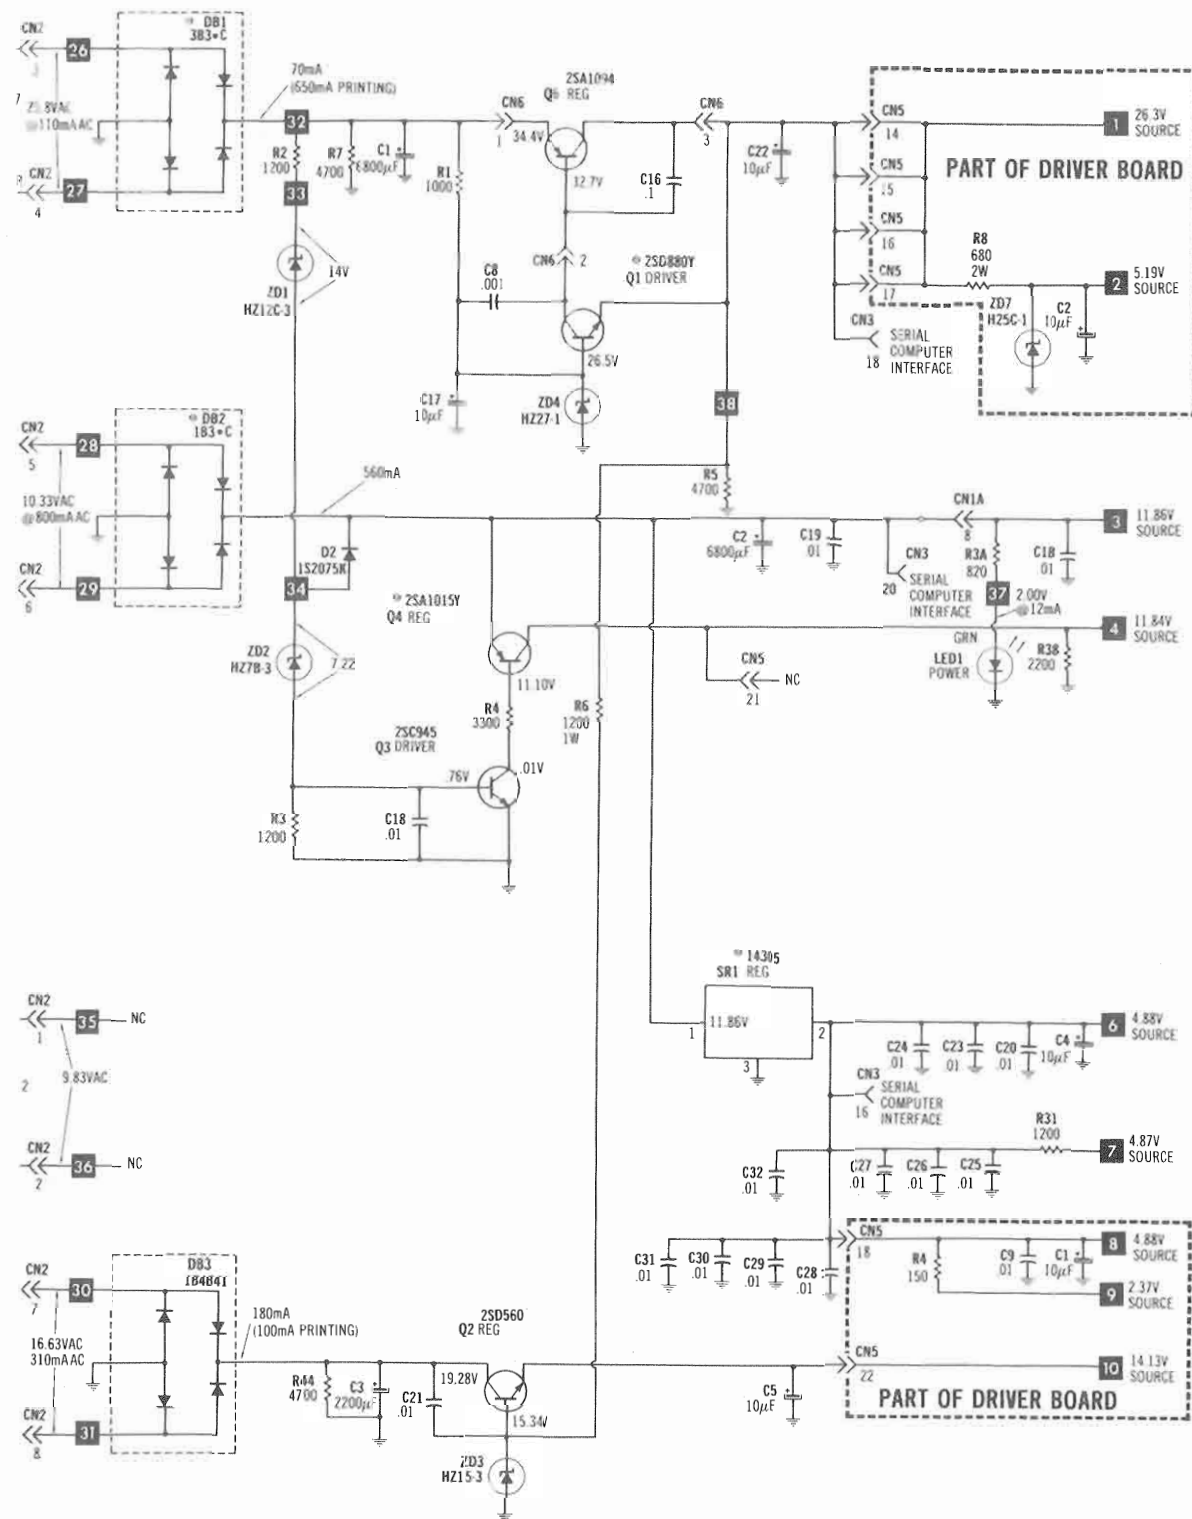 CN2
26
DB1
3B3•C
70mA
(650mA PRINTING)
@110mA AC
CN2
27
4
32
R2
1200
33
R7
4700
C1
6800µF
R1
1000
CN6
1
34.4V
2SA1094
Q6 REG
32.7V
CN6
3
C16
.1
C22
10µF
CN5
14
CN5
15
CN5
16
CN5
17
PART OF DRIVER BOARD
1
26.3V
SOURCE
R8
680
2W
2
5.19V
SOURCE
ZD7
HZ5C-1
C2
10µF
CN3
18
SERIAL
COMPUTER
INTERFACE
ZD1
HZ12C-3
14V
C8
.001
CN6
2
2SD880Y
Q1 DRIVER
26.5V
C17
10µF
ZD4
HZ27-1
38
R5
4700
CN2
28
5
10.33VAC
@800mA AC
CN2
29
6
DB2
1B3•C
560mA
D2
1S2075K
34
C2
6800µF
C19
.01
CN1A
8
3
11.86V
SOURCE
CN3
20
SERIAL
COMPUTER
INTERFACE
R3A
820
C18
.01
37
2.00V
@12mA
4
11.84V
SOURCE
GRN
LED1
POWER
R38
2200
2SA1015Y
Q4 REG
11.10V
CN5
21
NC
ZD2
HZ7B-3
7.22
R4
3300
R6
1200
1W
2SC945
Q3 DRIVER
.76V
.01V
R3
1200
C18
.01
14305
SR1 REG
1
11.86V
2
3
CN2
35
NC
1
9.83VAC
2
CN2
36
NC
2
C24
.01
C23
.01
C20
.01
C4
10µF
6
4.88V
SOURCE
CN3
16
SERIAL
COMPUTER
INTERFACE
R31
1200
7
4.87V
SOURCE
C32
.01
C27
.01
C26
.01
C25
.01
C31
.01
C30
.01
C29
.01
C28
.01
CN5
18
R4
150
C9
.01
C1
10µF
8
4.88V
SOURCE
9
2.37V
SOURCE
CN5
22
10
14.13V
SOURCE
PART OF DRIVER BOARD
CN2
30
7
16.63VAC
310mA AC
CN2
31
8
DB3
1B4B41
180mA
(100mA PRINTING)
R44
4700
C3
2200µF
C21
.01
2SD560
Q2 REG
19.28V
15.34V
ZD3
HZ15-3
C5
10µF